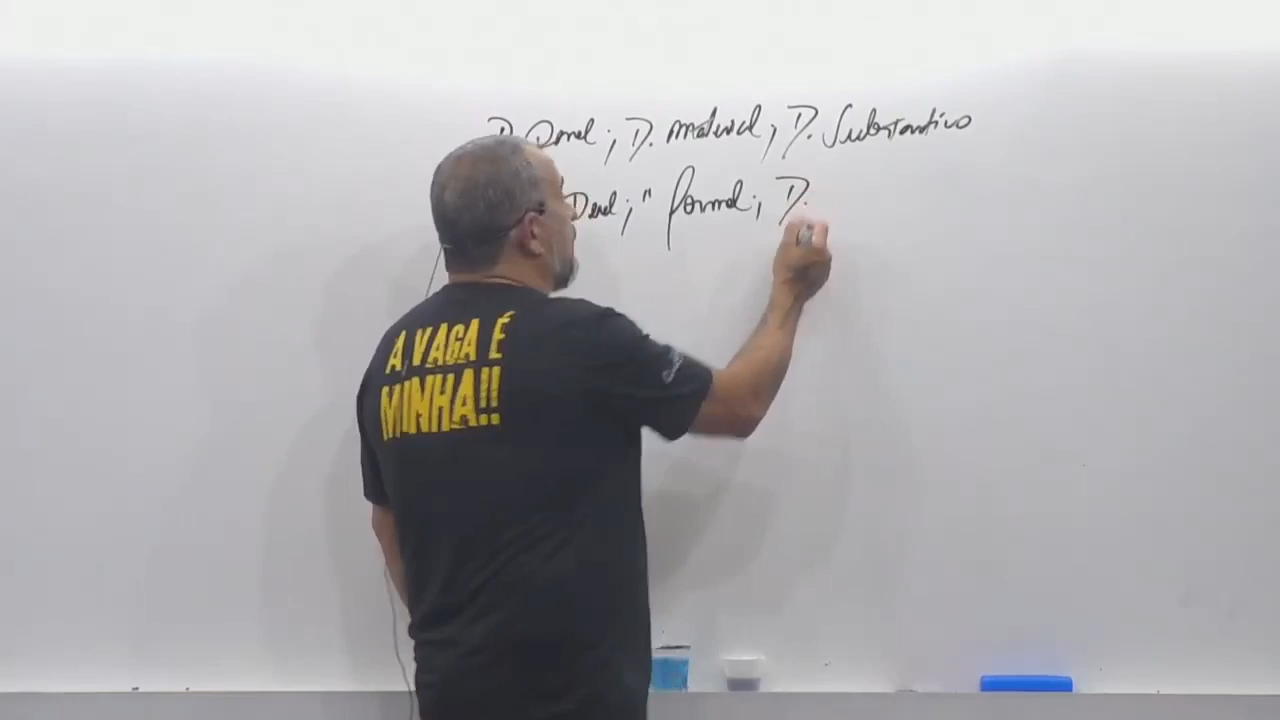 D. Penal; D. material; D. Substantivo
Penal; " formal; D.
A VAGA É
MINHA!!